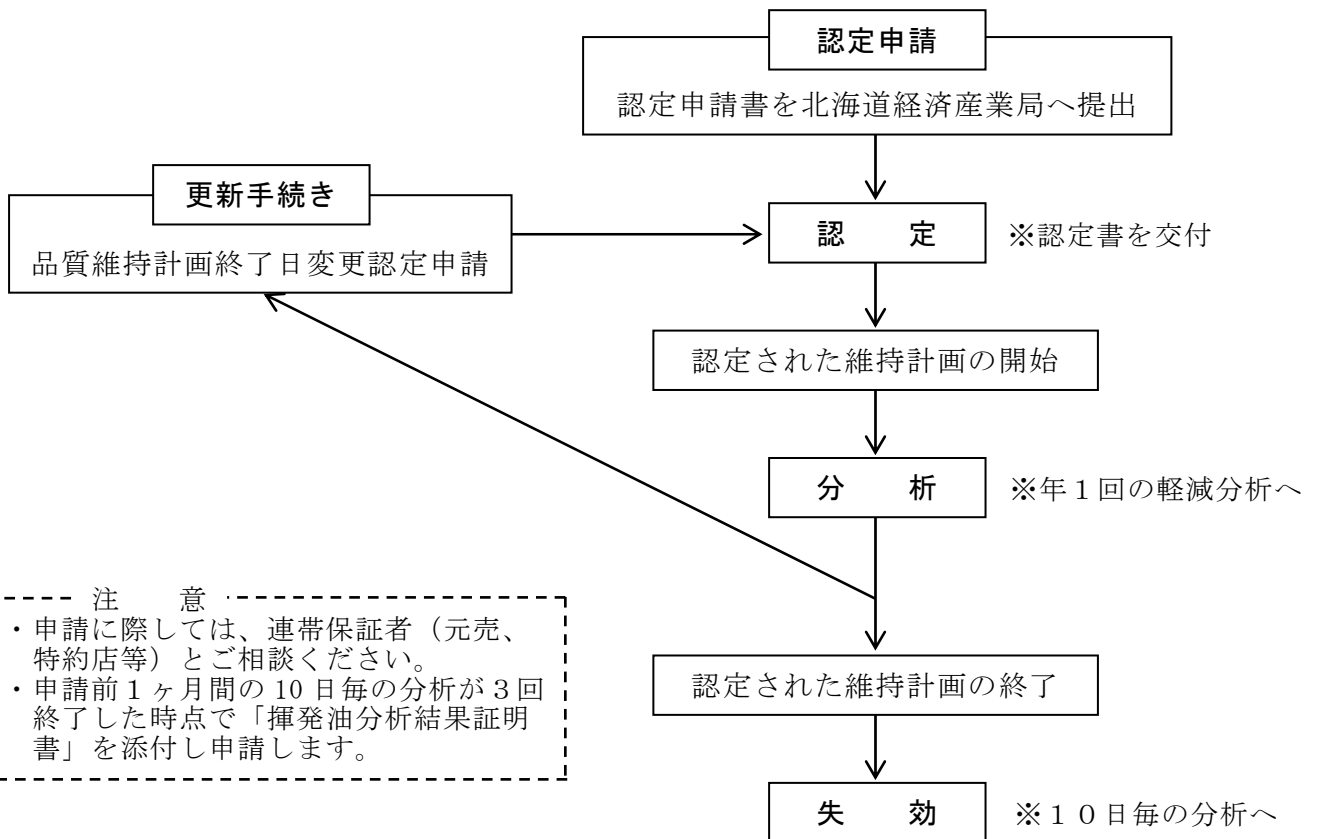 認定申請
認定申請書を北海道経済産業局へ提出
更新手続き
品質維持計画終了日変更認定申請
認　　定
※認定書を交付
認定された維持計画の開始
分　　析
※年１回の軽減分析へ
注　　意
・申請に際しては、連帯保証者（元売、
特約店等）とご相談ください。
・申請前１ヶ月間の 10 日毎の分析が３回
終了した時点で「揮発油分析結果証明
書」を添付し申請します。
認定された維持計画の終了
失　　効
※１０日毎の分析へ